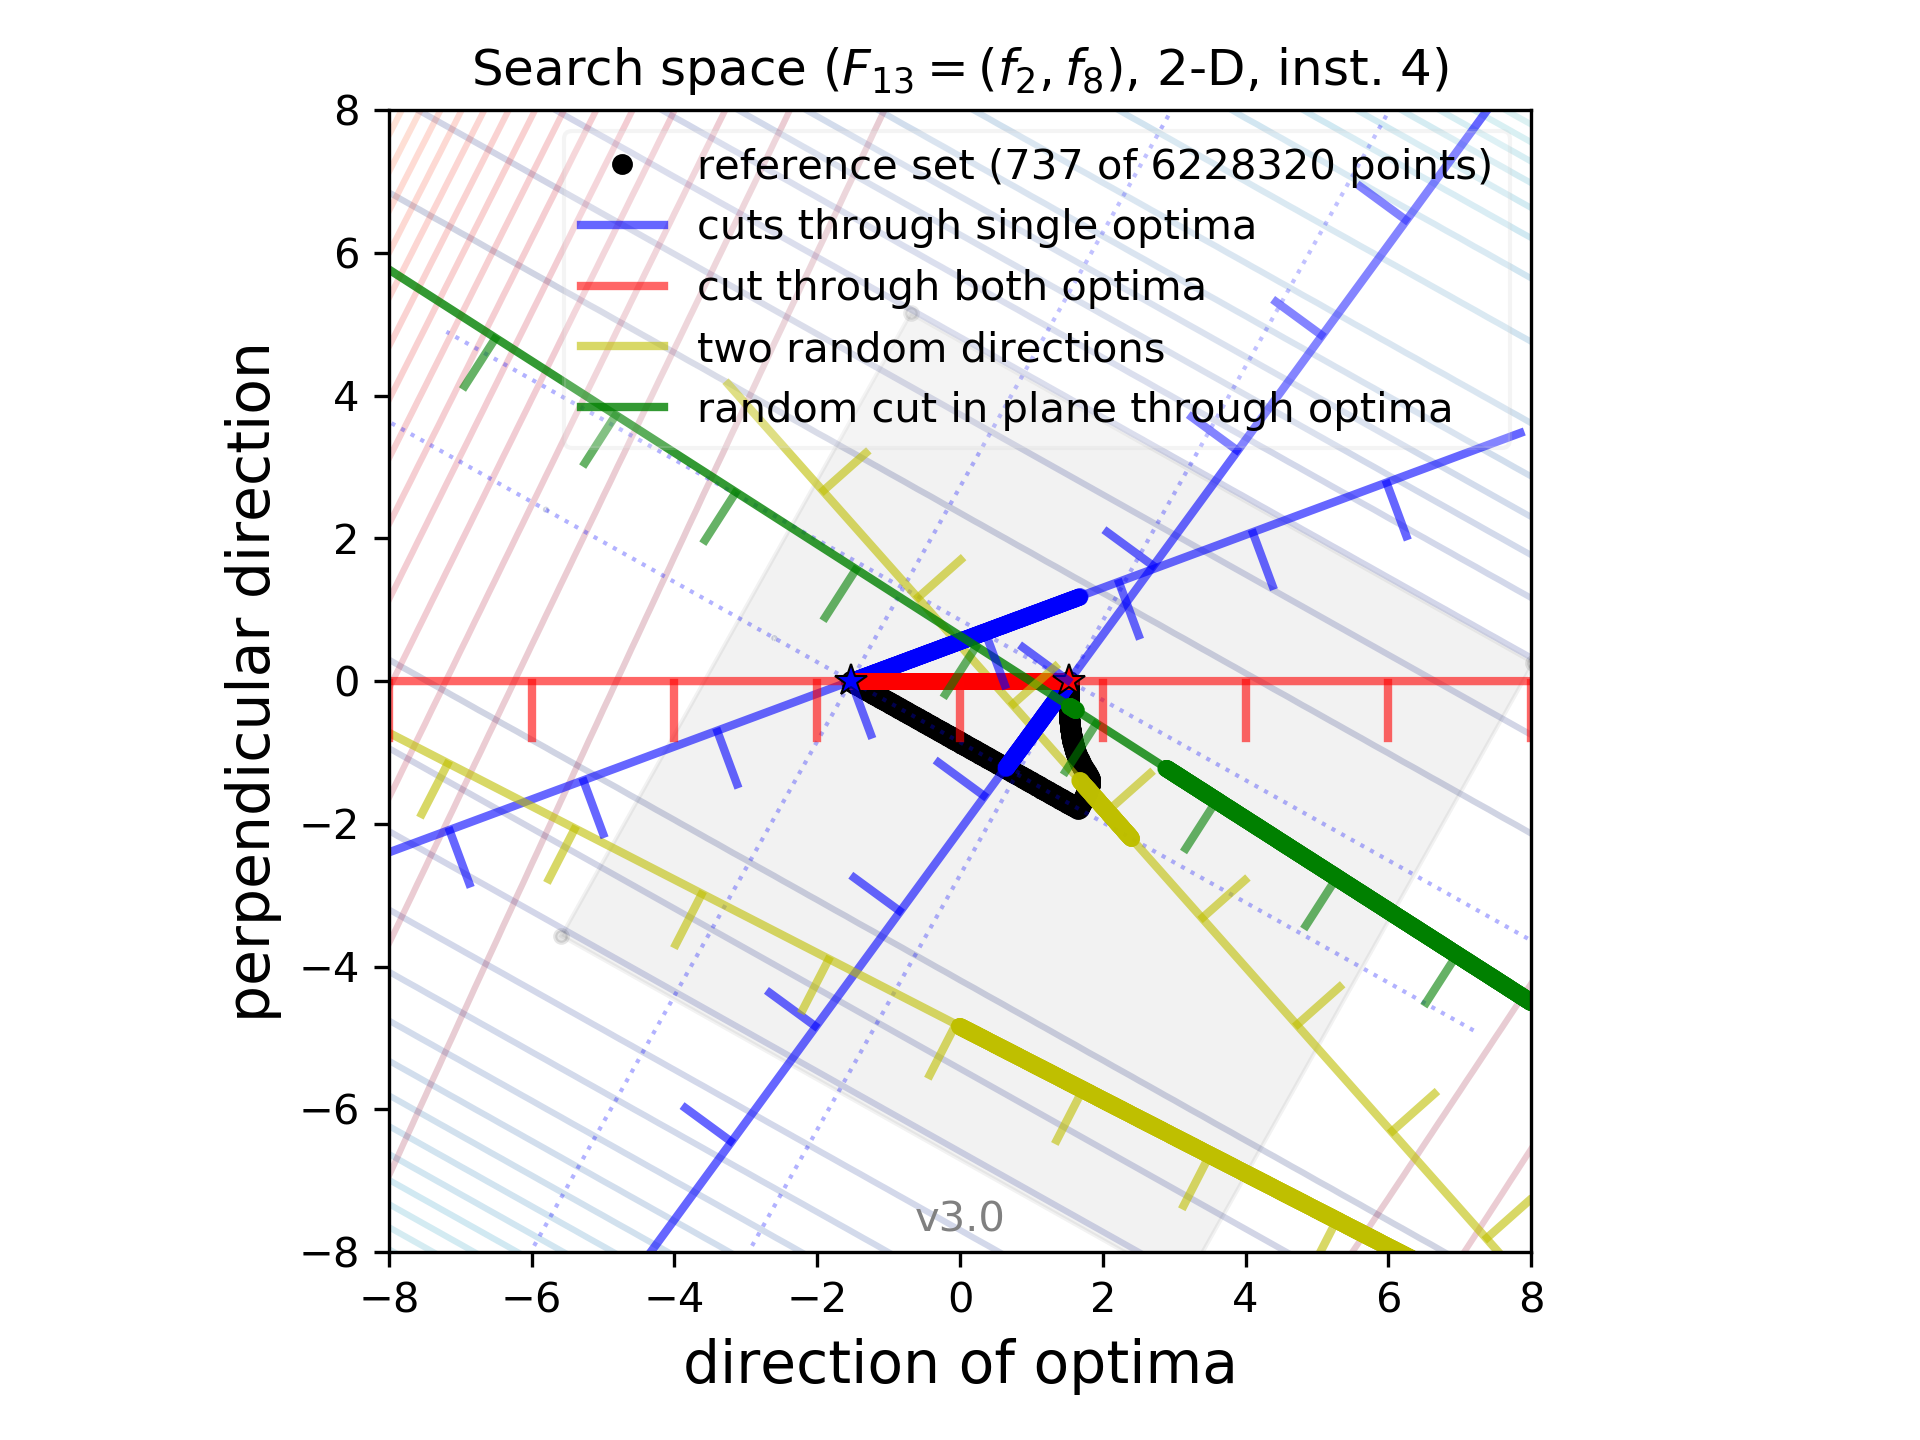 Search space (F13 = (f2, f8), 2-D, inst. 4)
reference set (737 of 6228320 points)
cuts through single optima
cut through both optima
two random directions
random cut in plane through optima
perpendicular direction
8
6
4
2
0
−2
−4
−6
−8
v3.0
−8 −6 −4 −2 0 2 4 6 8
direction of optima